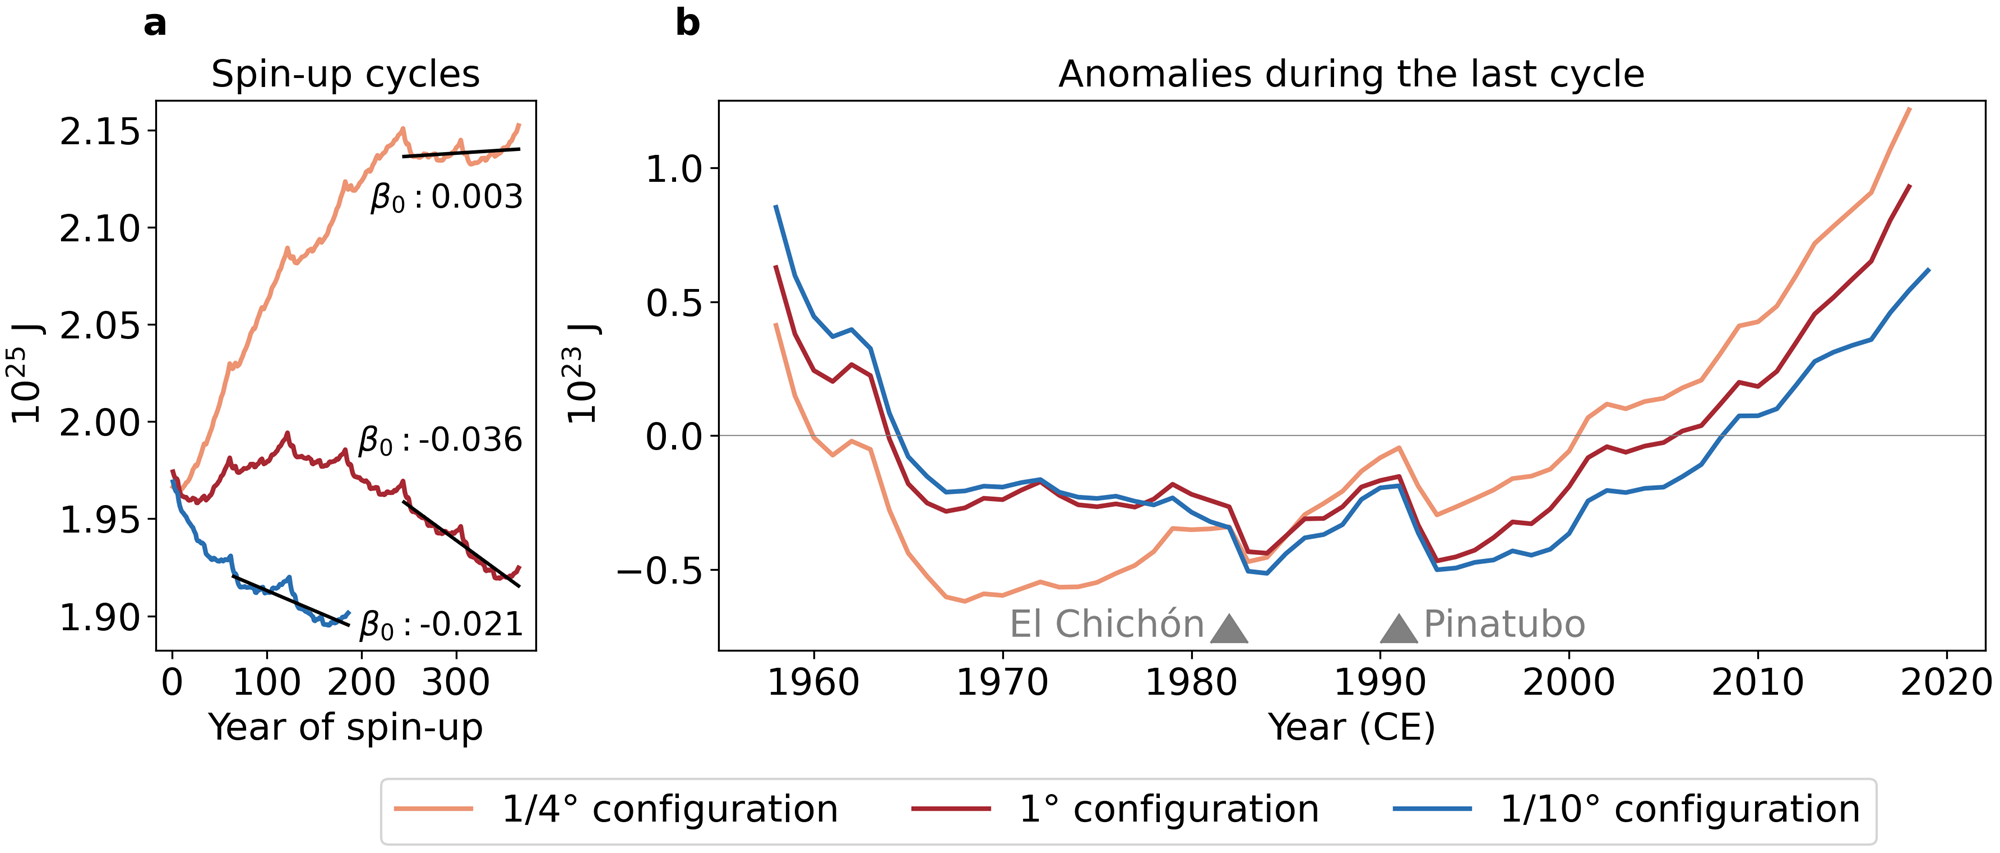 a
b
Spin-up cycles
Anomalies during the last cycle
10²⁵ J
2.15
2.10
2.05
2.00
1.95
1.90
β₀ : 0.003
β₀ : -0.036
β₀ : -0.021
0 100 200 300
Year of spin-up
10²³ J
1.0
0.5
0.0
−0.5
El Chichón
Pinatubo
1960 1970 1980 1990 2000 2010 2020
Year (CE)
1/4° configuration
1° configuration
1/10° configuration